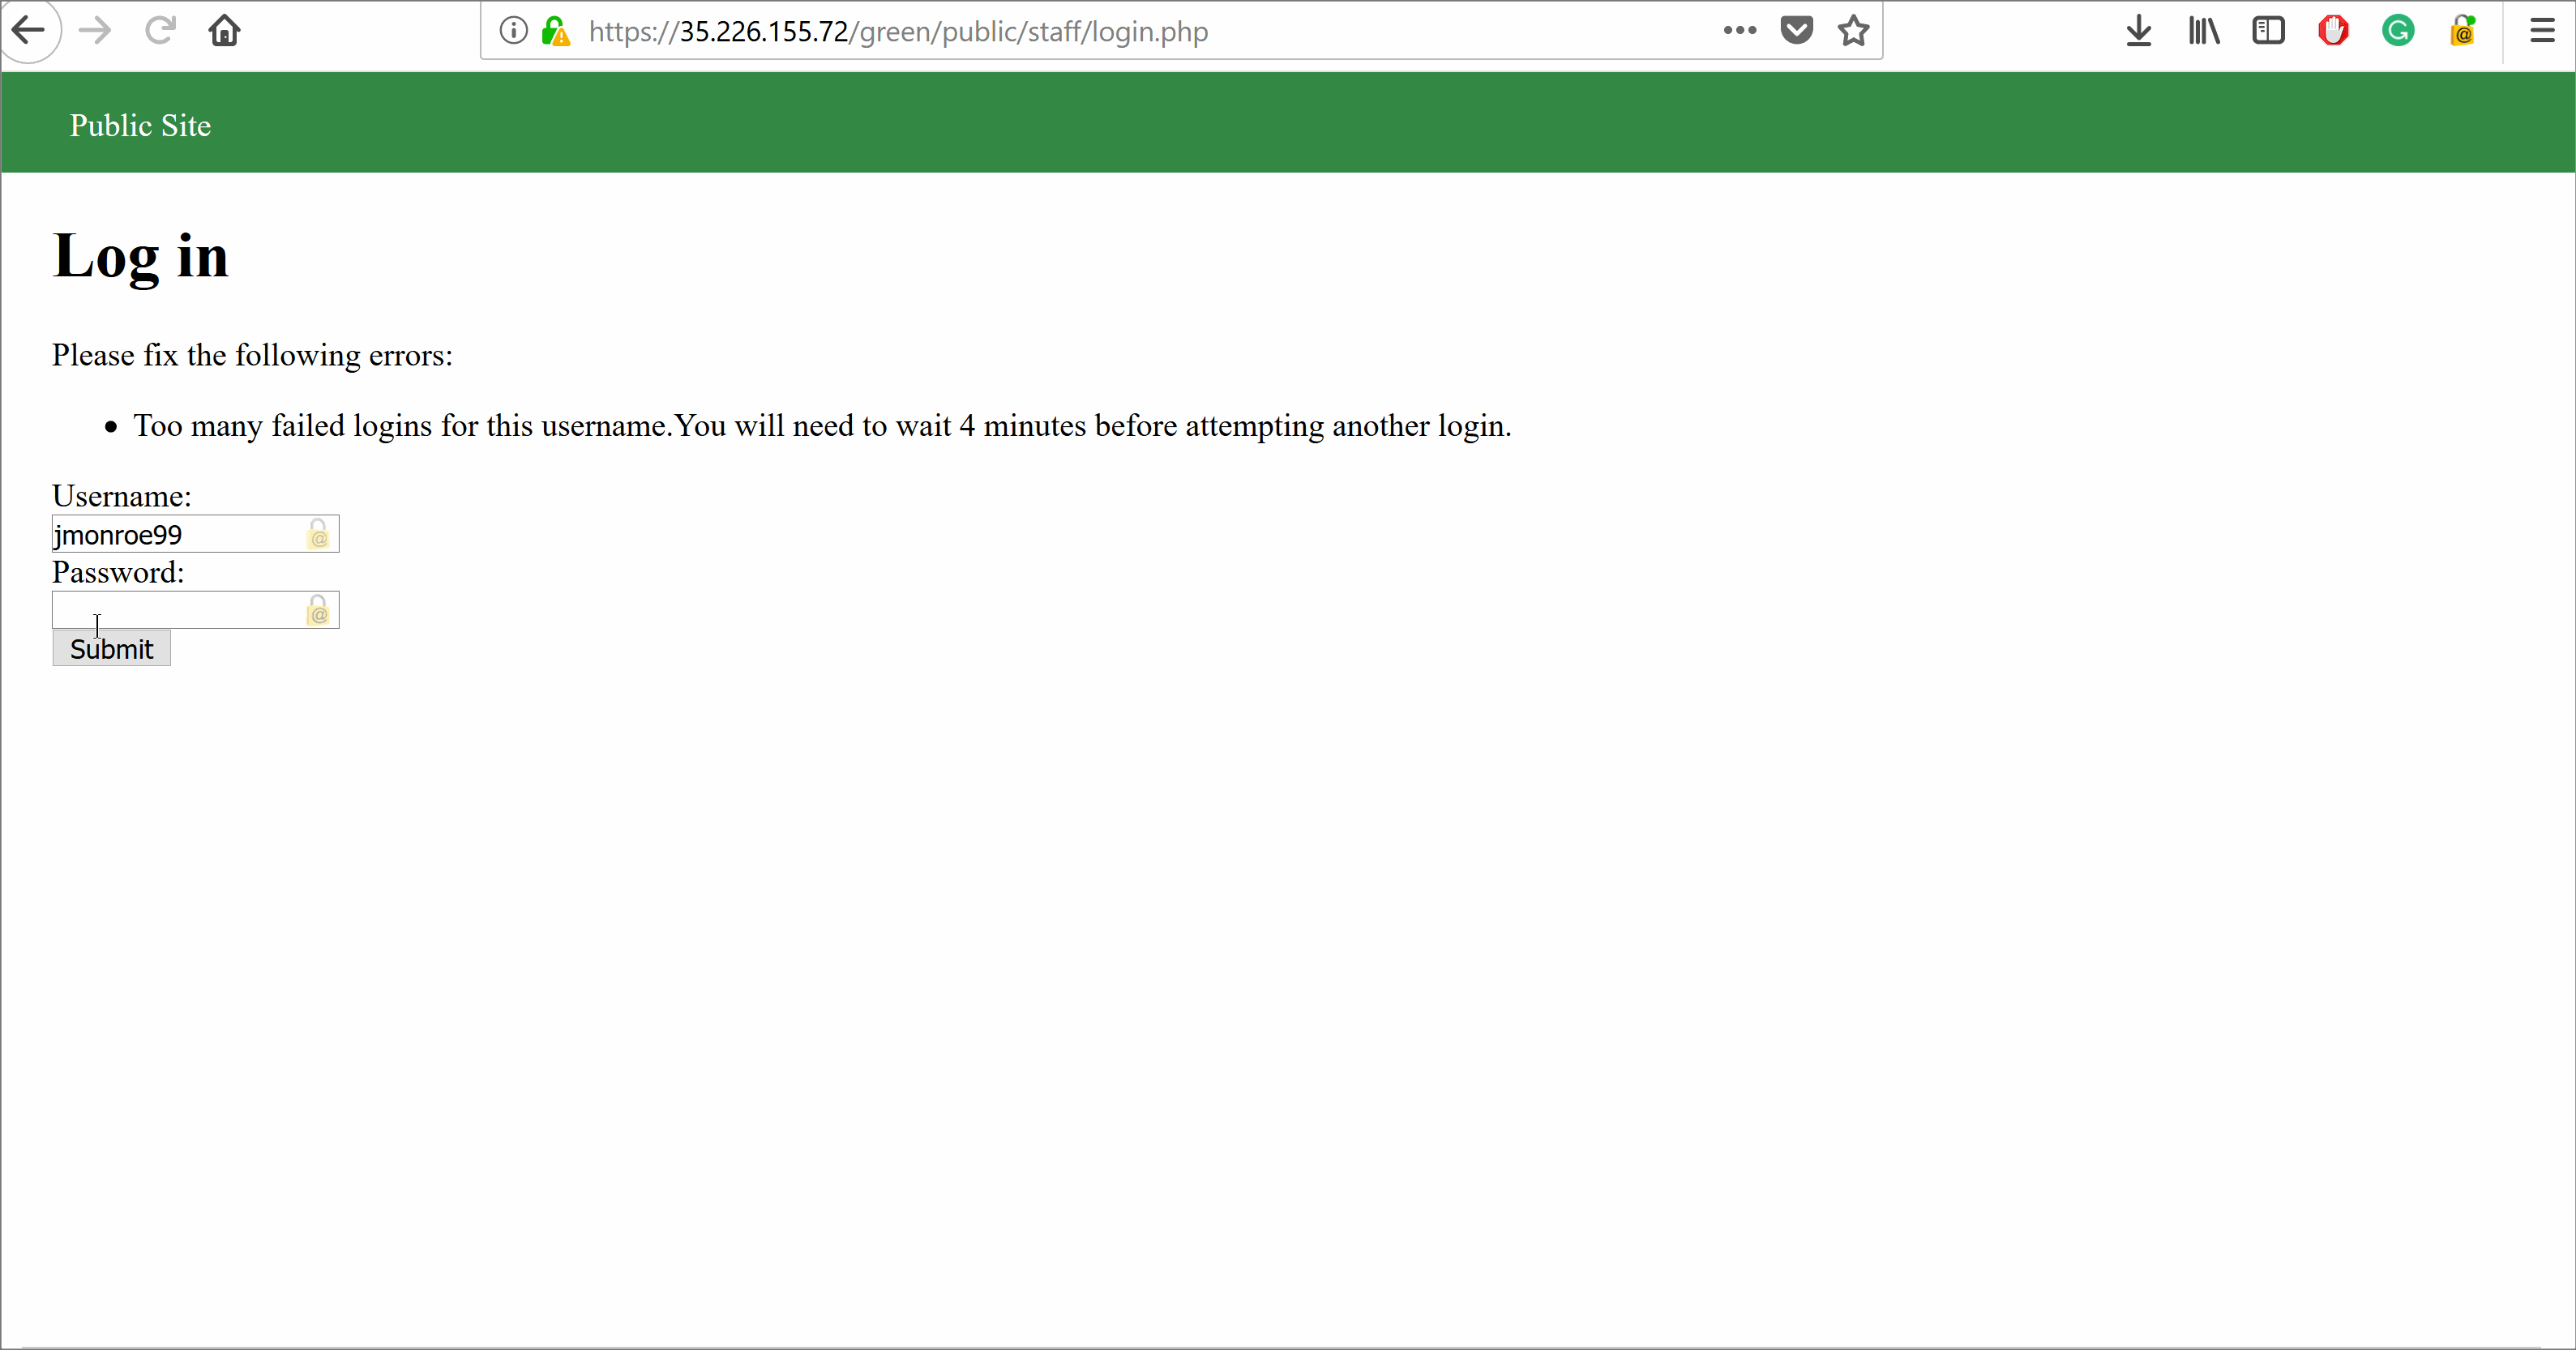 https://35.226.155.72/green/public/staff/login.php
Public Site
Log in
Please fix the following errors:
• Too many failed logins for this username.You will need to wait 4 minutes before attempting another login.
Username:
jmonroe99
Password:
Submit